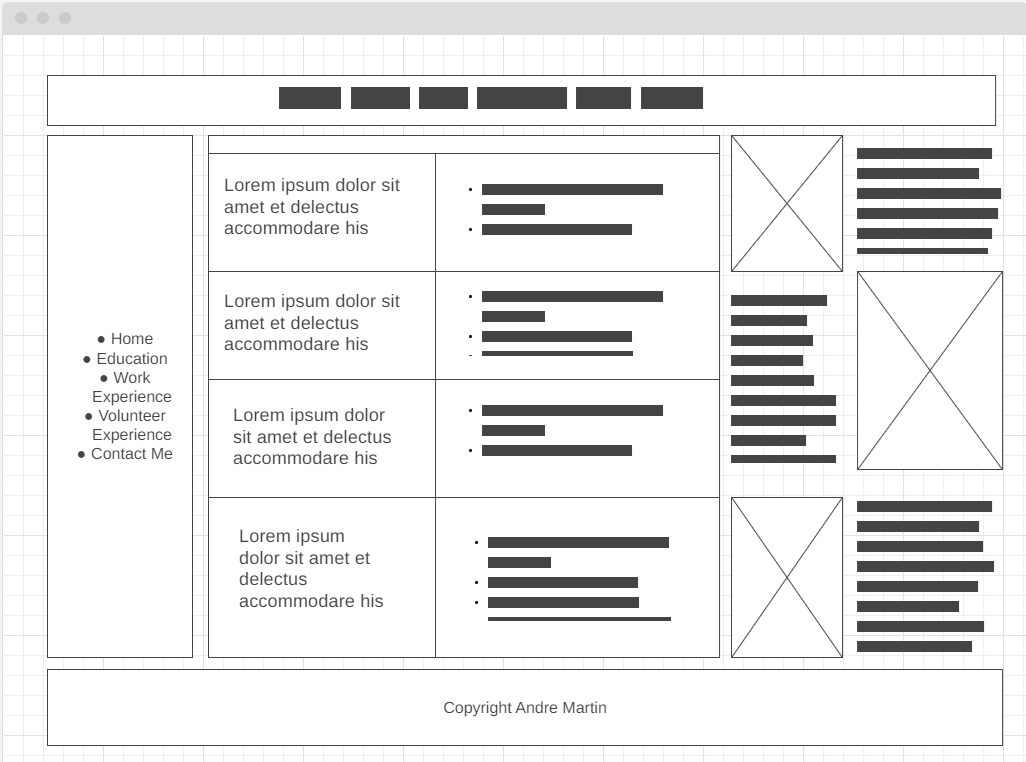 ● Home
● Education
● Work
Experience
● Volunteer
Experience
● Contact Me
Lorem ipsum dolor sit
amet et delectus
accommodare his
Lorem ipsum dolor sit
amet et delectus
accommodare his
Lorem ipsum dolor
sit amet et delectus
accommodare his
Lorem ipsum
dolor sit amet et
delectus
accommodare his
Copyright Andre Martin